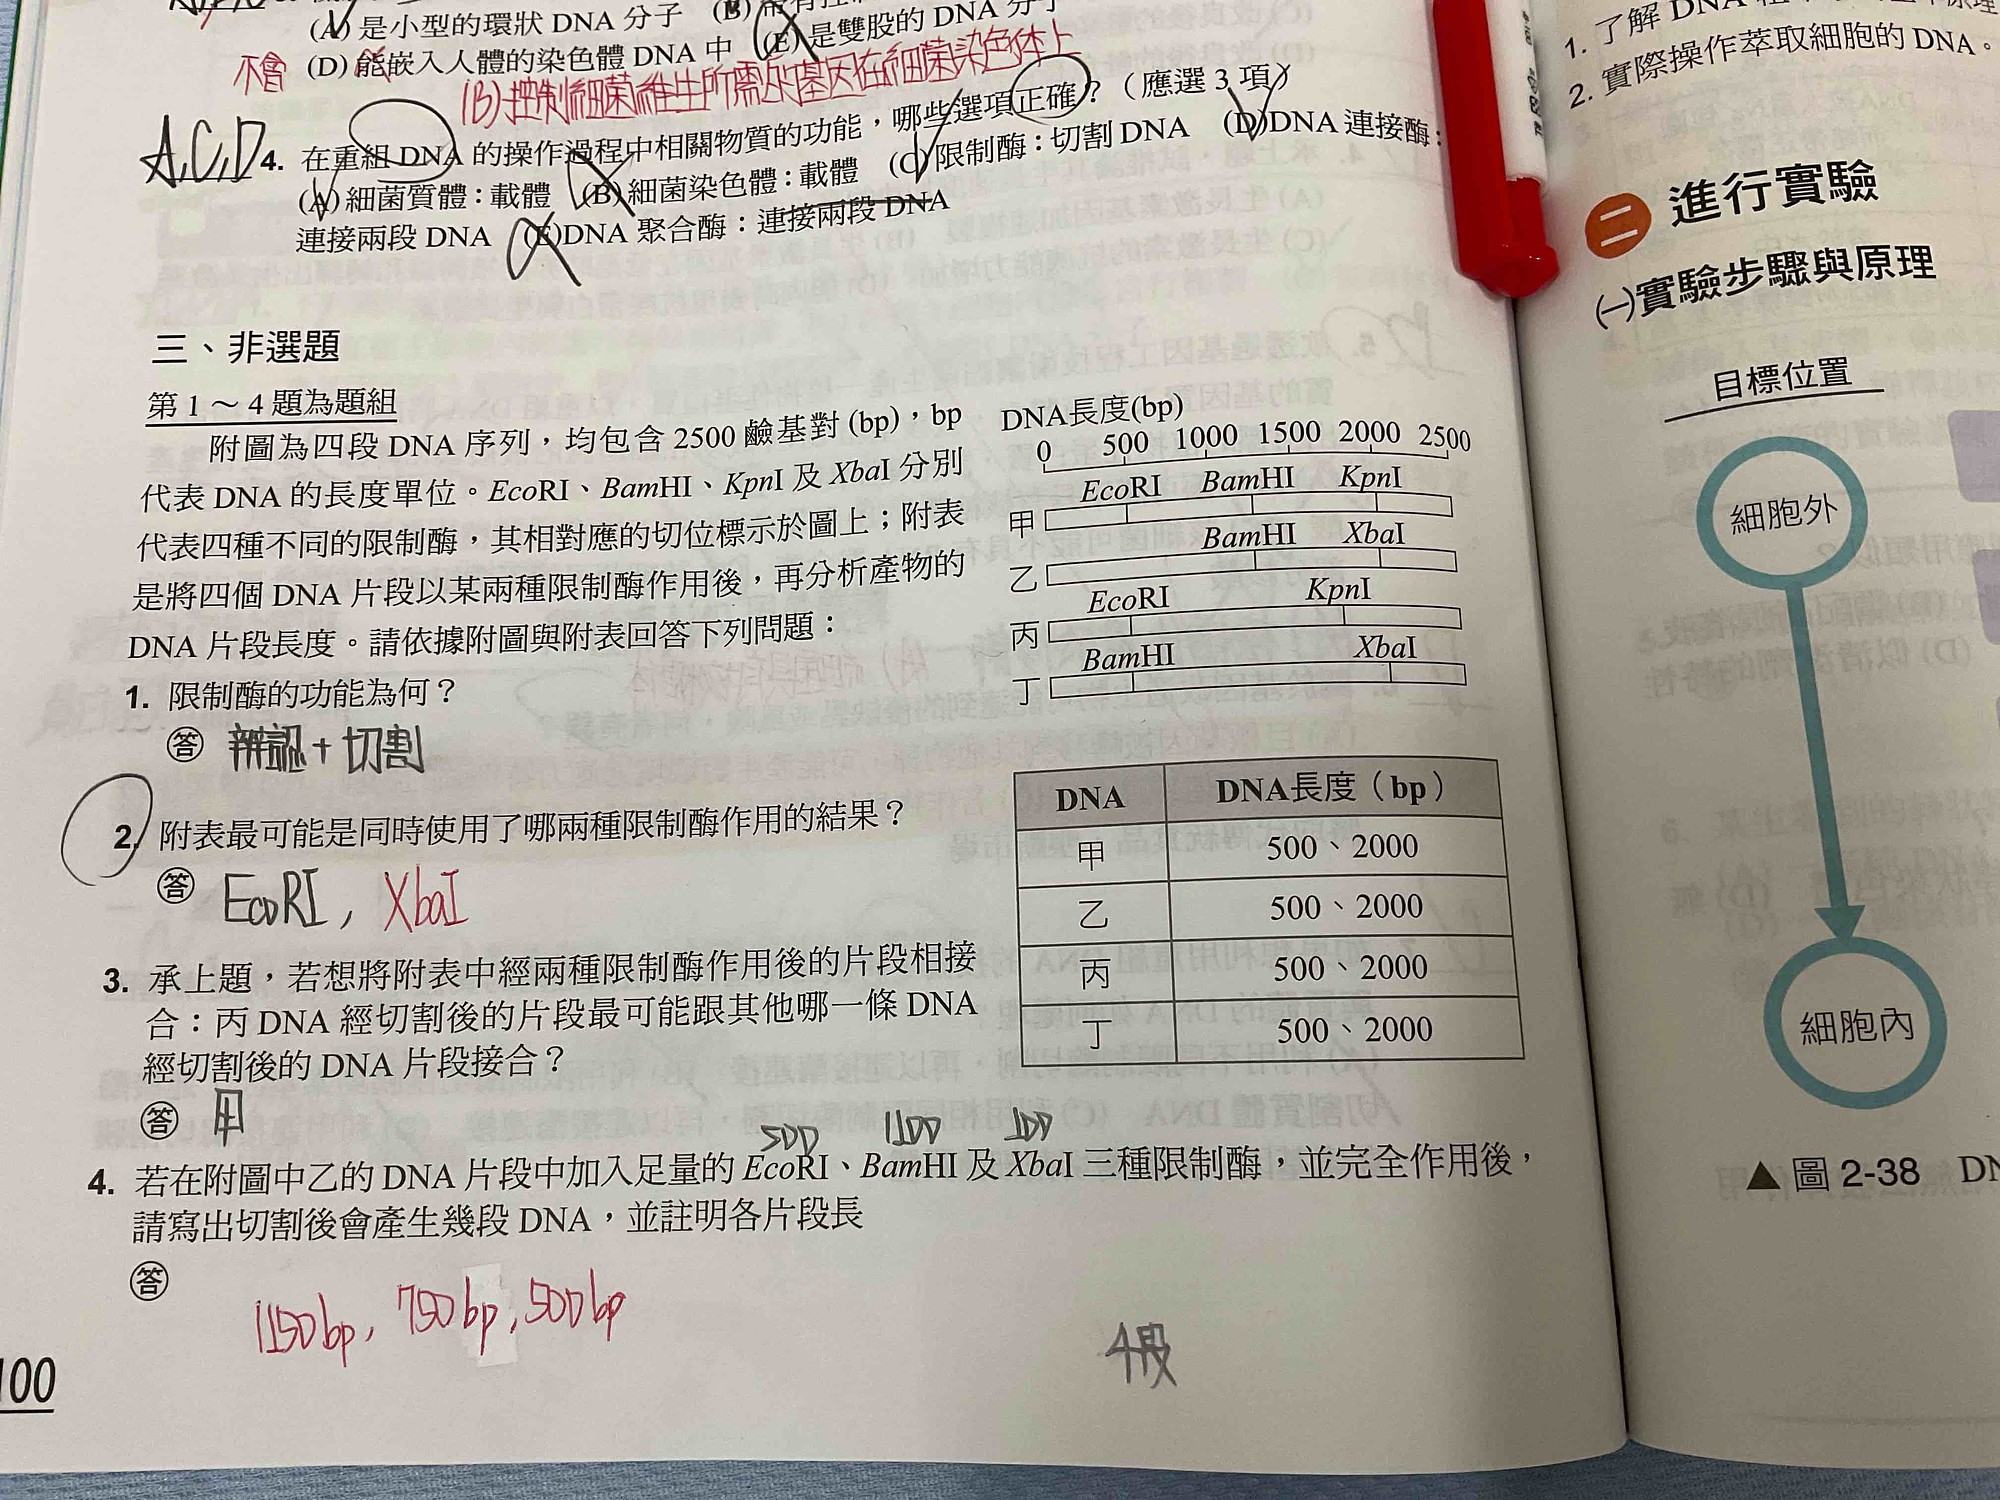 (A) 是小型的環狀 DNA 分子 (B)
不會 (D) 能嵌入人體的染色體 DNA 中 (E) 是雙股的 DNA 分子
(B)控制細菌維生所需的基因在細菌染色体上
A,C,D 4. 在重組 DNA 的操作過程中相關物質的功能，哪些選項正確？（應選 3 項）
(A) 細菌質體：載體 (B) 細菌染色體：載體 (C) 限制酶：切割 DNA (D)DNA 連接酶：
連接兩段 DNA (E)DNA 聚合酶：連接兩段 DNA
三、非選題
第 1～4 題為題組
附圖為四段 DNA 序列，均包含 2500 鹼基對 (bp)，bp
代表 DNA 的長度單位。EcoRI、BamHI、KpnI 及 XbaI 分別
代表四種不同的限制酶，其相對應的切位標示於圖上；附表
是將四個 DNA 片段以某兩種限制酶作用後，再分析產物的
DNA 片段長度。請依據附圖與附表回答下列問題：
DNA長度(bp)
0 500 1000 1500 2000 2500
EcoRI BamHI KpnI
甲
BamHI XbaI
乙
EcoRI KpnI
丙
BamHI XbaI
丁
1. 限制酶的功能為何？
答 辨認+切割
2. 附表最可能是同時使用了哪兩種限制酶作用的結果？
答 EcoRI, XbaI
DNA DNA長度（bp）
甲 500、2000
乙 500、2000
丙 500、2000
丁 500、2000
3. 承上題，若想將附表中經兩種限制酶作用後的片段相接
合：丙 DNA 經切割後的片段最可能跟其他哪一條 DNA
經切割後的 DNA 片段接合？
答 甲
500 1100 100
4. 若在附圖中乙的 DNA 片段中加入足量的 EcoRI、BamHI 及 XbaI 三種限制酶，並完全作用後，
請寫出切割後會產生幾段 DNA，並註明各片段長
答
1150bp, 750bp, 500bp
4段
100
1. 了解 DNA
2. 實際操作萃取細胞的 DNA。
二 進行實驗
㈠實驗步驟與原理
目標位置
細胞外
細胞內
▲圖 2-38